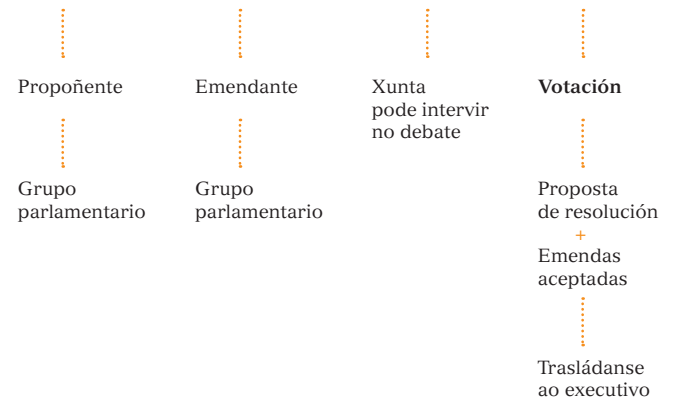 Propoñente
Grupo
parlamentario
Emendante
Grupo
parlamentario
Xunta
pode intervir
no debate
Votación
Proposta
de resolución
+
Emendas
aceptadas
Trasládanse
ao executivo